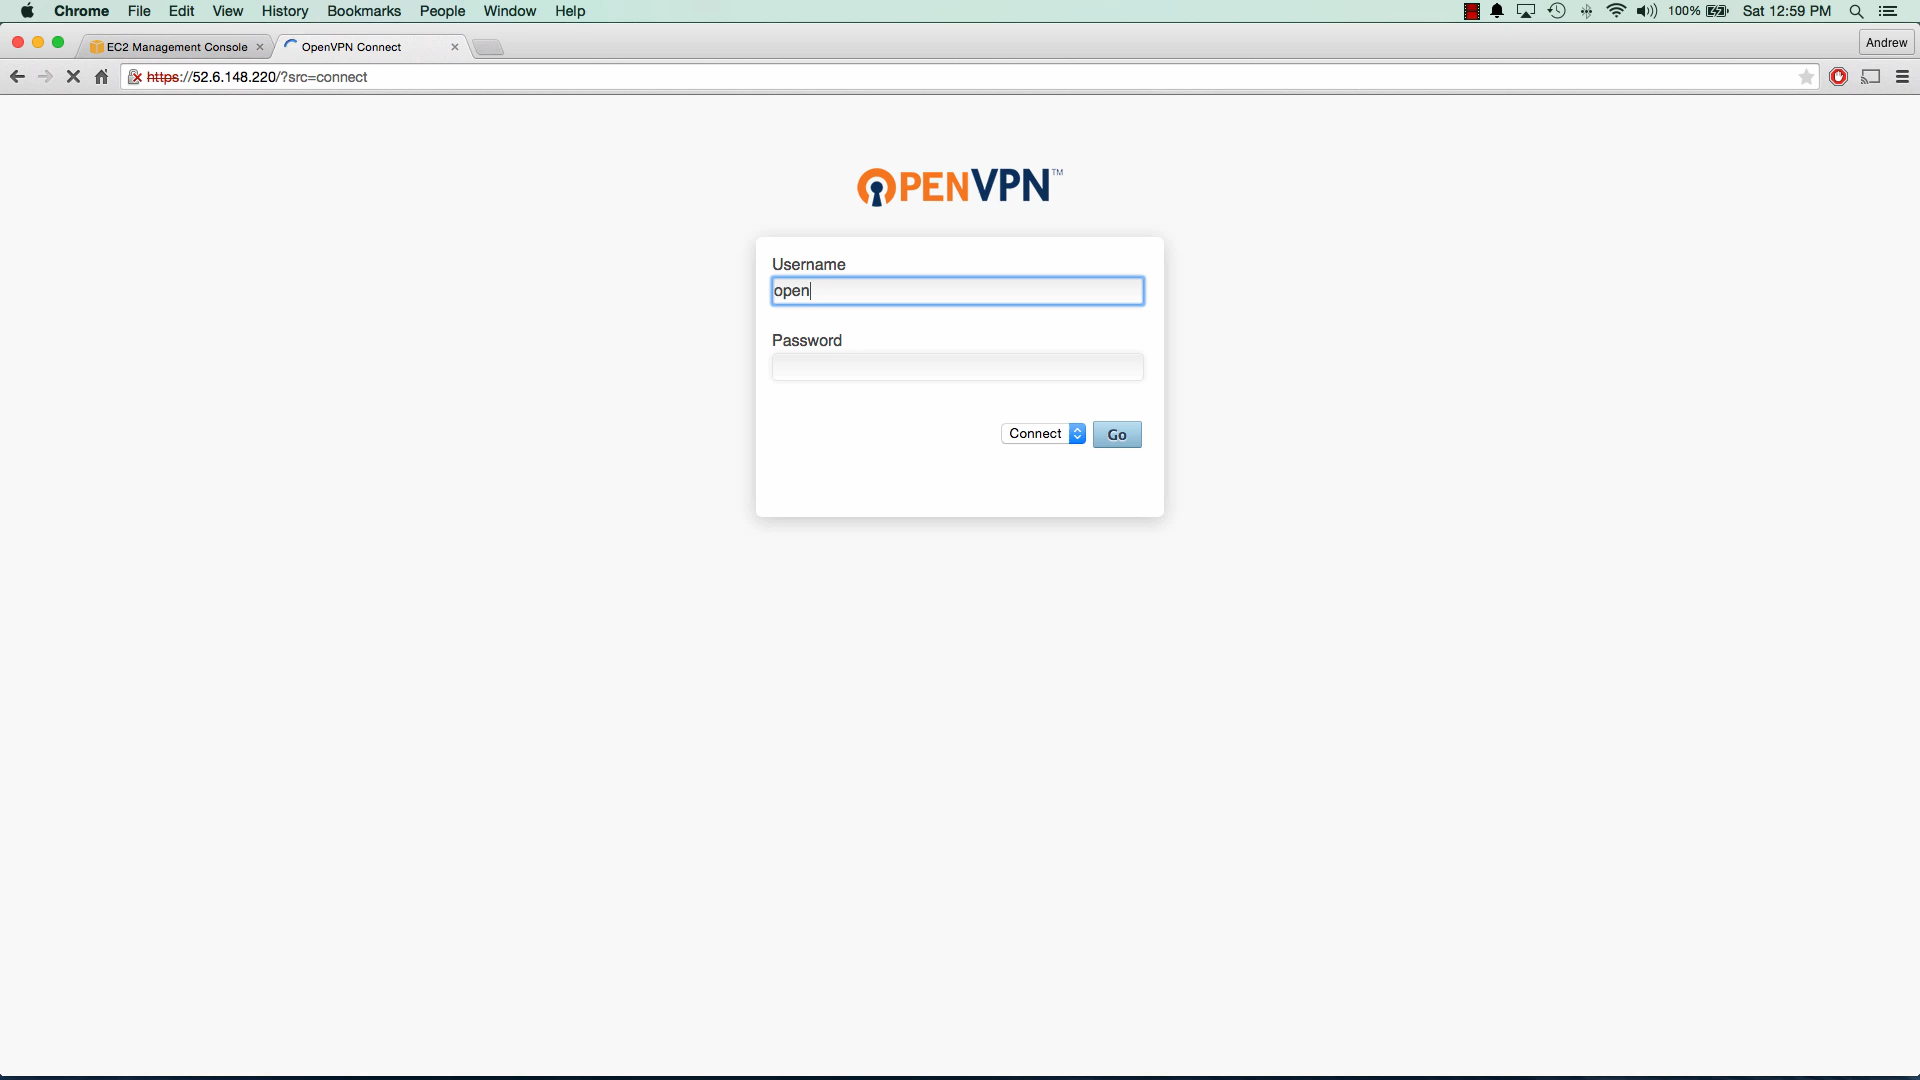 Chrome File Edit View History Bookmarks People Window Help 100% Sat 12:59 PM
EC2 Management Console OpenVPN Connect Andrew
https://52.6.148.220/?src=connect
OPENVPN™
Username
open
Password
Connect Go